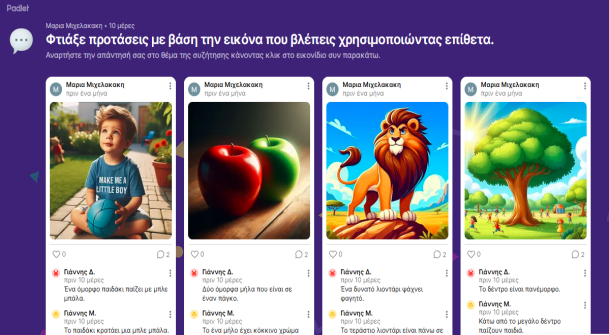 Padlet
Μαρια Μιχελακακη • 10 μέρες
Φτιάξε προτάσεις με βάση την εικόνα που βλέπεις χρησιμοποιώντας επίθετα.
Αναρτήστε την απάντησή σας στο θέμα της συζήτησης κάνοντας κλικ στο εικονίδιο συν παρακάτω.
M Μαρια Μιχελακακη
πριν ένα μήνα
MAKE ME A
LITTLE BOY
0 2
Γιάννης Δ.
πριν 10 μέρες
Ένα όμορφο παιδάκι παίζει με μπλε
μπάλα.
Γιάννης Μ.
πριν 10 μέρες
Το παιδάκι κρατάει μια μπλε μπάλα.
M Μαρια Μιχελακακη
πριν ένα μήνα
0 2
Γιάννης Δ.
πριν 10 μέρες
Δύο όμορφα μήλα που είναι σε
έναν πάγκο.
Γιάννης Μ.
πριν 10 μέρες
Το ένα μήλο έχει κόκκινο χρώμα
M Μαρια Μιχελακακη
πριν ένα μήνα
0 2
Γιάννης Δ.
πριν 10 μέρες
Ένα δυνατό λιοντάρι ψάχνει
φαγητό.
Γιάννης Μ.
πριν 10 μέρες
Το τεράστιο λιοντάρι είναι πάνω σε
M Μαρια Μιχελακακη
πριν ένα μήνα
0 2
Γιάννης Δ.
πριν 10 μέρες
Το δέντρο είναι πανέμορφο.
Γιάννης Μ.
πριν 10 μέρες
Κάτω από το μεγάλο δέντρο
παίζουν παιδιά.